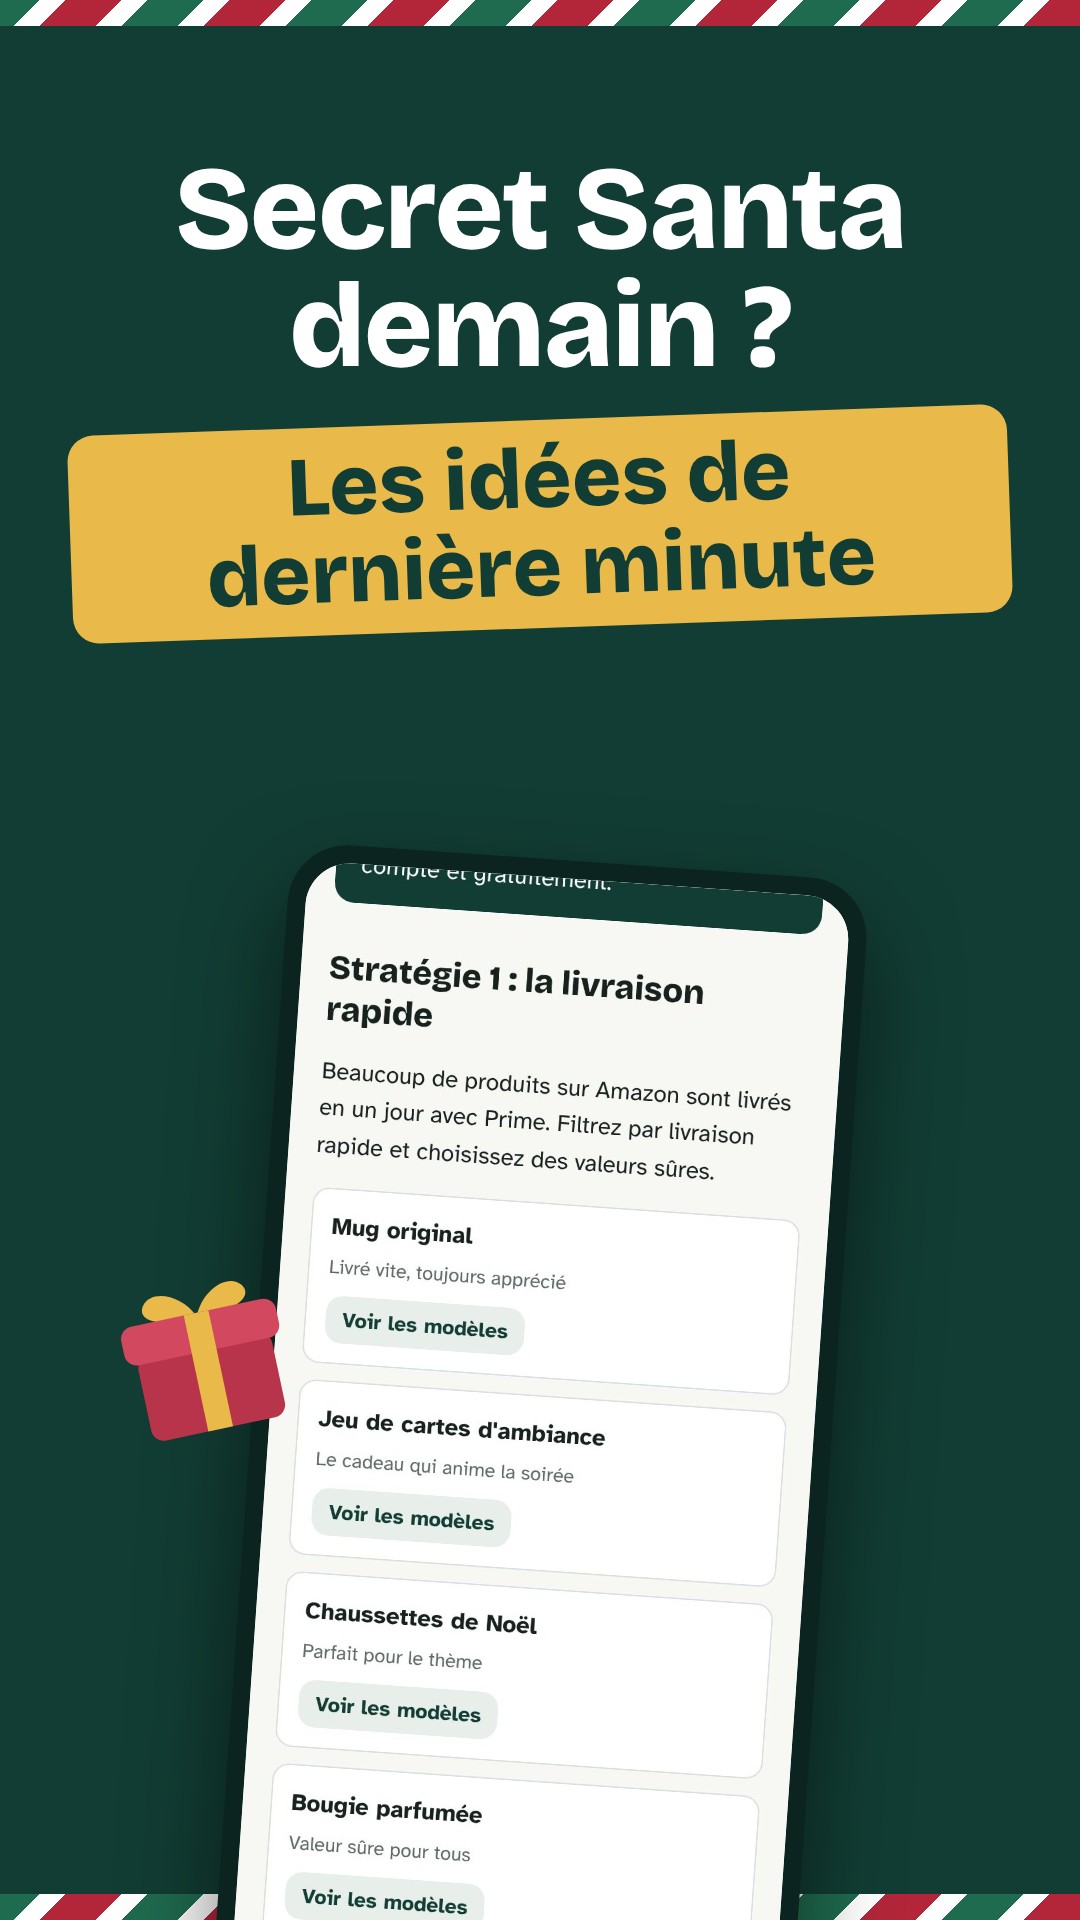 Secret Santa
demain ?
Les idées de
dernière minute
compte et gratuitement.
Stratégie 1 : la livraison
rapide
Beaucoup de produits sur Amazon sont livrés
en un jour avec Prime. Filtrez par livraison
rapide et choisissez des valeurs sûres.
Mug original
Livré vite, toujours apprécié
Voir les modèles
Jeu de cartes d'ambiance
Le cadeau qui anime la soirée
Voir les modèles
Chaussettes de Noël
Parfait pour le thème
Voir les modèles
Bougie parfumée
Valeur sûre pour tous
Voir les modèles